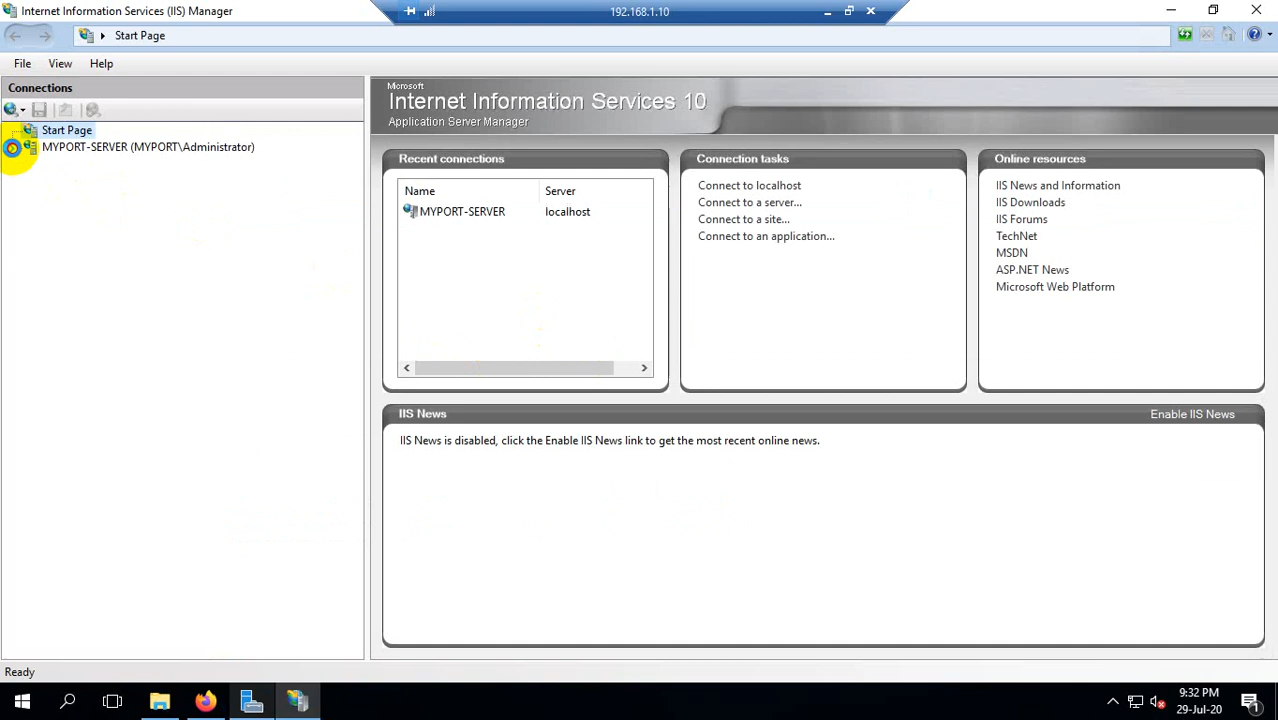 Internet Information Services (IIS) Manager
192.168.1.10
Start Page
File View Help
Connections
Start Page
MYPORT-SERVER (MYPORT\Administrator)
Microsoft
Internet Information Services 10
Application Server Manager
Recent connections
Name Server
MYPORT-SERVER localhost
Connection tasks
Connect to localhost
Connect to a server...
Connect to a site...
Connect to an application...
Online resources
IIS News and Information
IIS Downloads
IIS Forums
TechNet
MSDN
ASP.NET News
Microsoft Web Platform
IIS News Enable IIS News
IIS News is disabled, click the Enable IIS News link to get the most recent online news.
Ready
9:32 PM
29-Jul-20
1